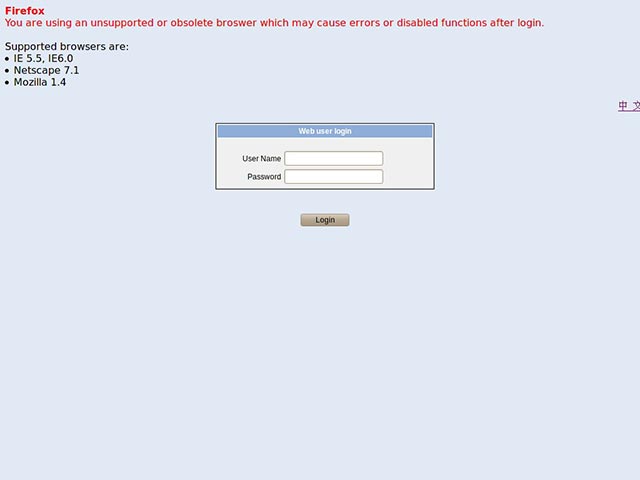 Firefox
You are using an unsupported or obsolete broswer which may cause errors or disabled functions after login.
Supported browsers are:
IE 5.5, IE6.0
Netscape 7.1
Mozilla 1.4
中 文
Web user login
User Name
Password
Login